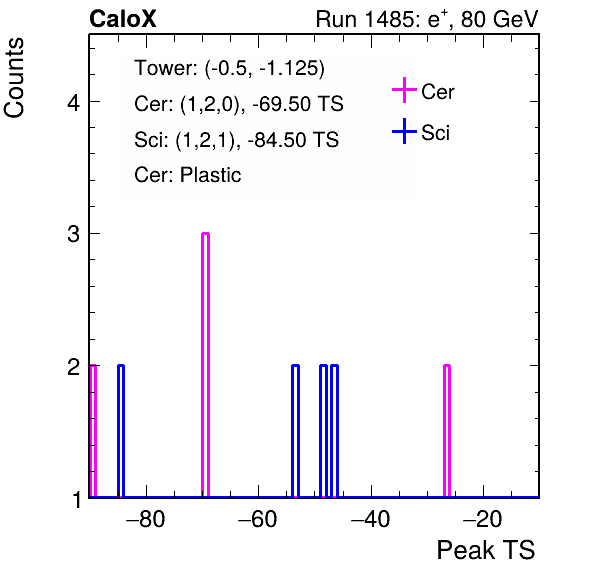 CaloX Run 1485: e+, 80 GeV
Counts
Tower: (-0.5, -1.125)
Cer: (1,2,0), -69.50 TS
Sci: (1,2,1), -84.50 TS
Cer: Plastic
Cer
Sci
4
3
2
1
−80 −60 −40 −20
Peak TS